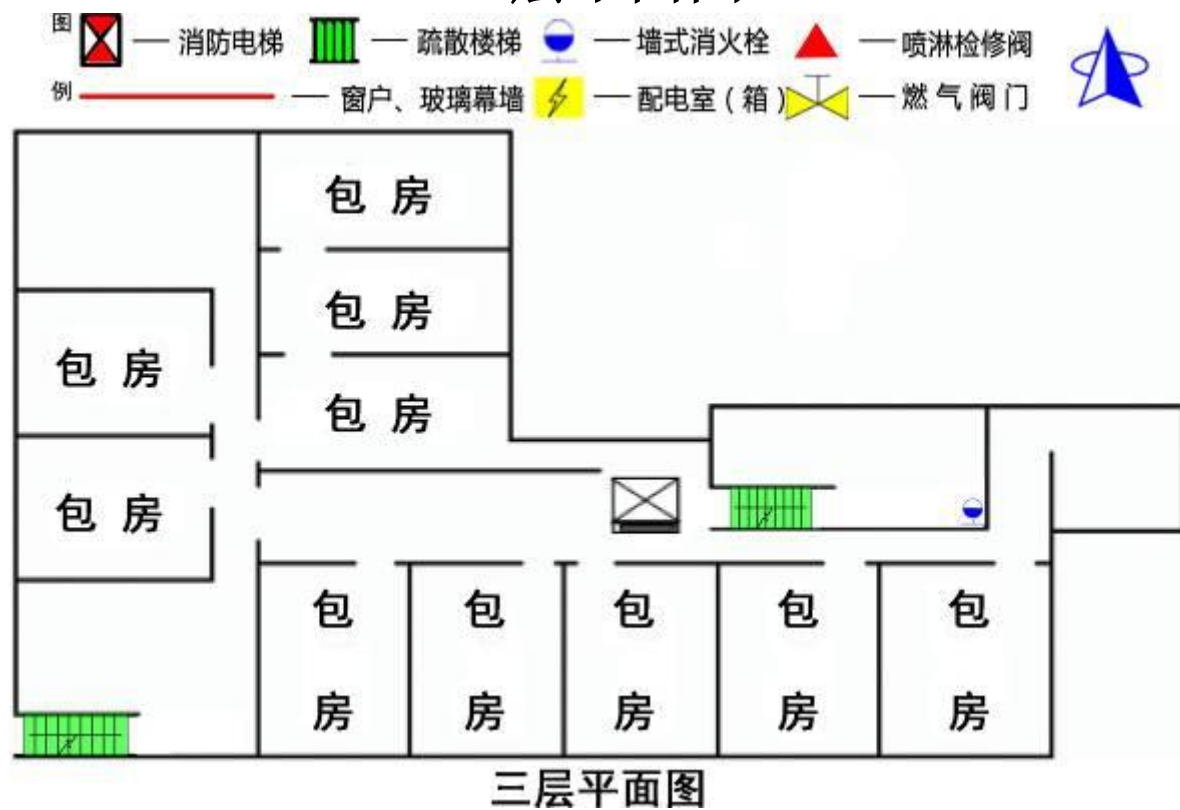 图
消防电梯 疏散楼梯 墙式消火栓 喷淋检修阀
例
窗户、玻璃幕墙 配电室(箱) 燃气阀门
包 房
包 房
包 房
包 房
包 房
包 包 包 包 包
房 房 房 房 房
三层平面图